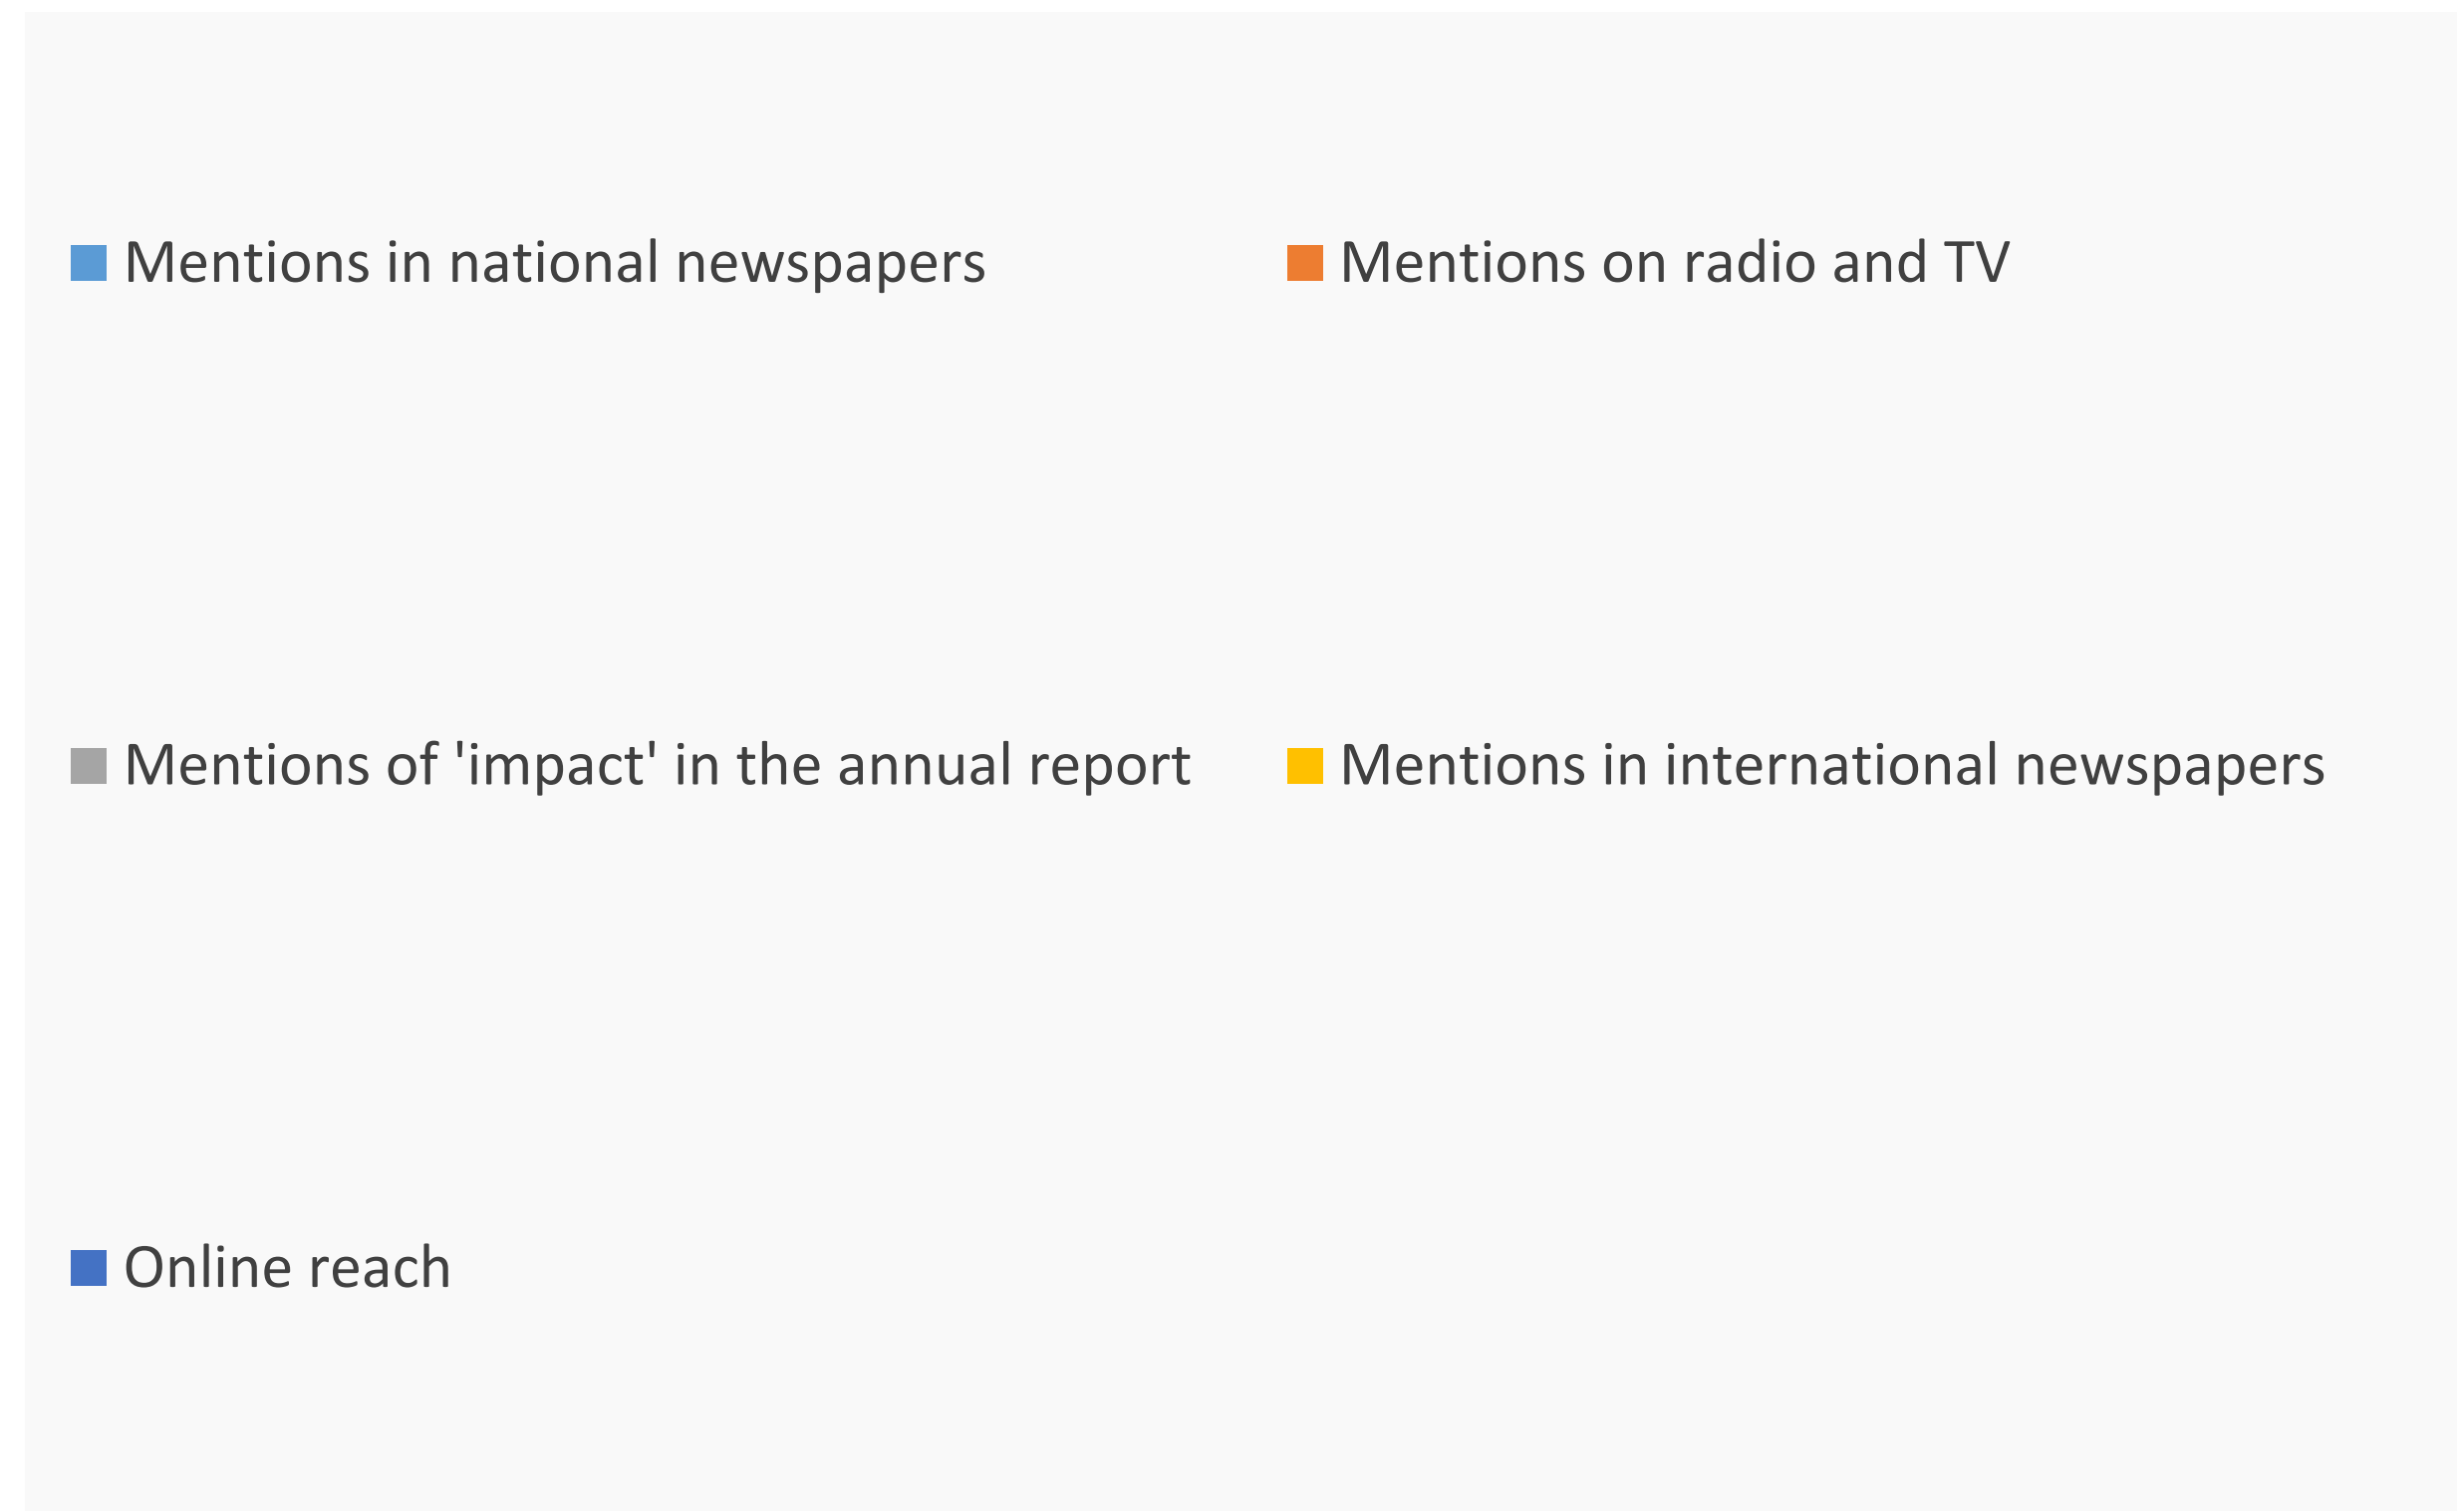 Mentions in national newspapers
Mentions on radio and TV
Mentions of 'impact' in the annual report
Mentions in international newspapers
Online reach